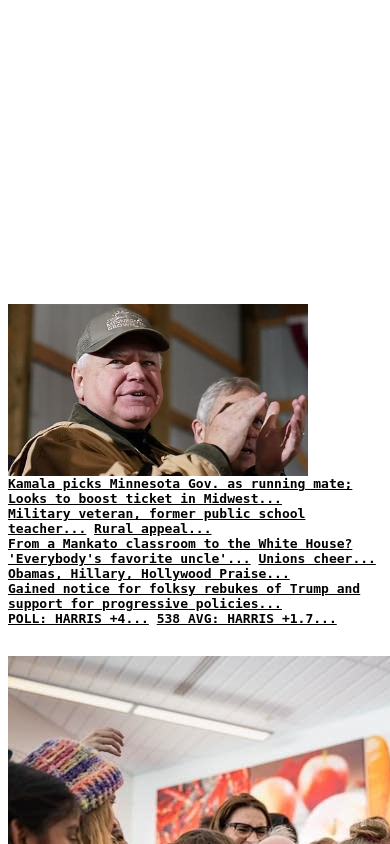 Kamala picks Minnesota Gov. as running mate;
Looks to boost ticket in Midwest...
Military veteran, former public school
teacher... Rural appeal...
From a Mankato classroom to the White House?
'Everybody's favorite uncle'... Unions cheer...
Obamas, Hillary, Hollywood Praise...
Gained notice for folksy rebukes of Trump and
support for progressive policies...
POLL: HARRIS +4... 538 AVG: HARRIS +1.7...